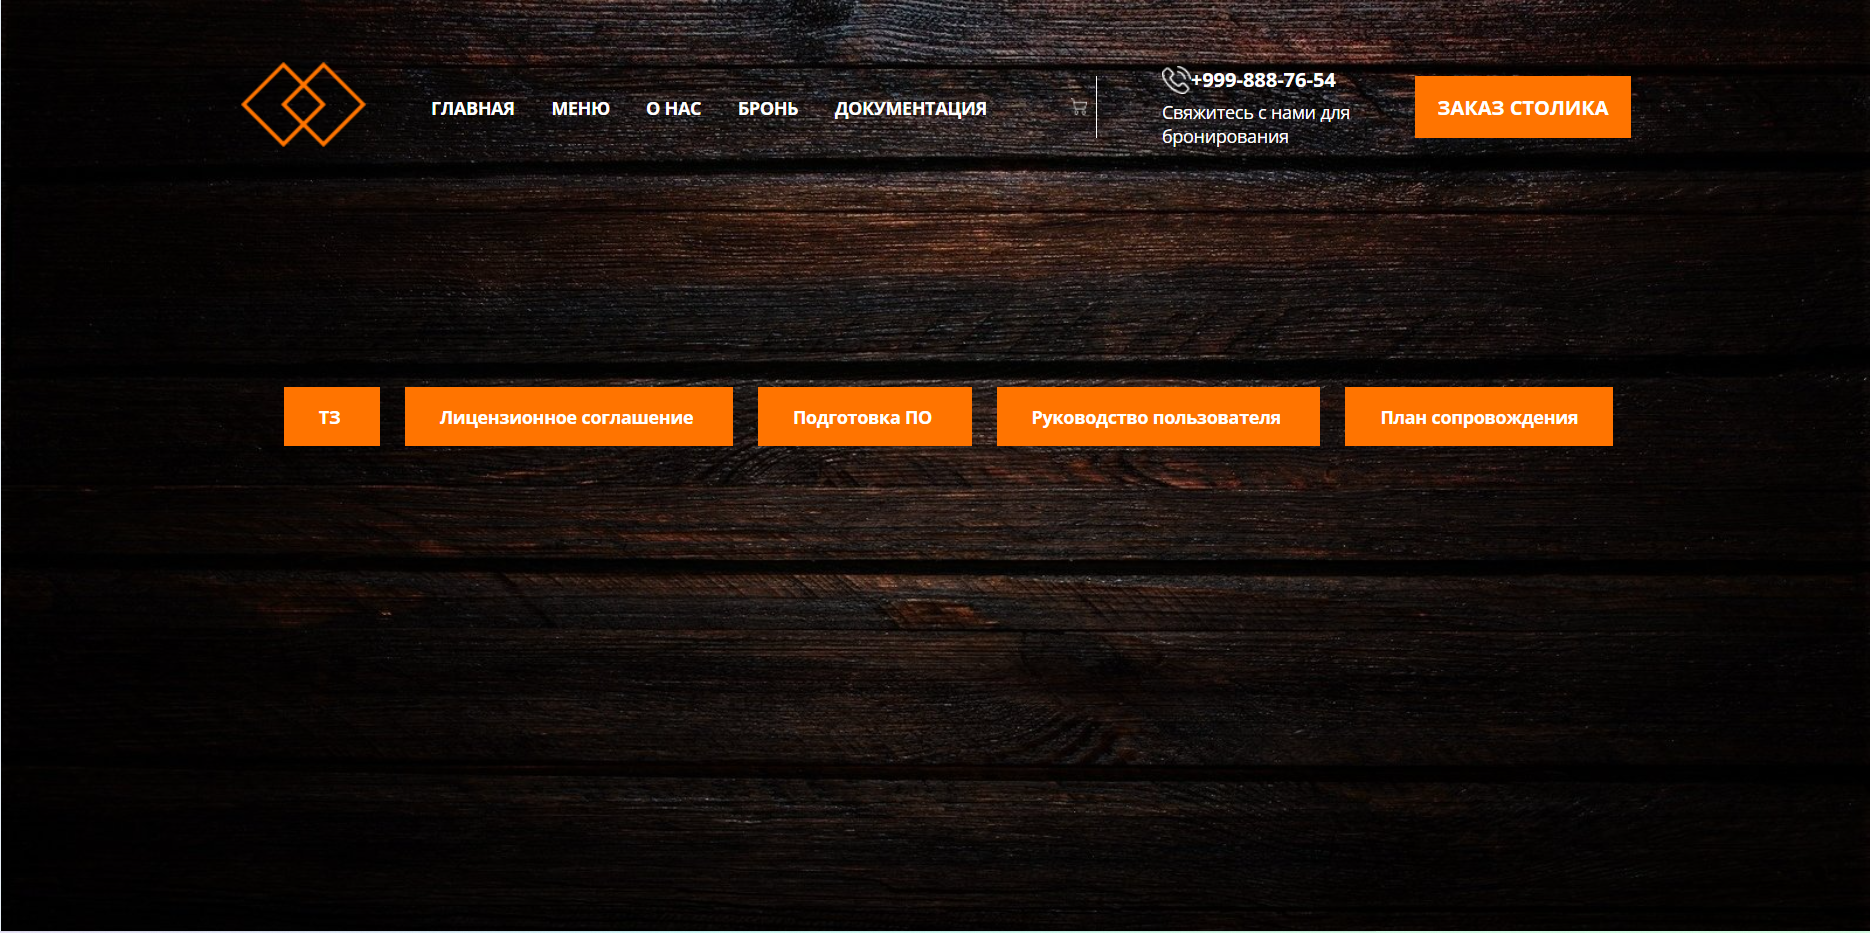 ГЛАВНАЯ МЕНЮ О НАС БРОНЬ ДОКУМЕНТАЦИЯ
+999-888-76-54
Свяжитесь с нами для
бронирования
ЗАКАЗ СТОЛИКА
ТЗ
Лицензионное соглашение
Подготовка ПО
Руководство пользователя
План сопровождения